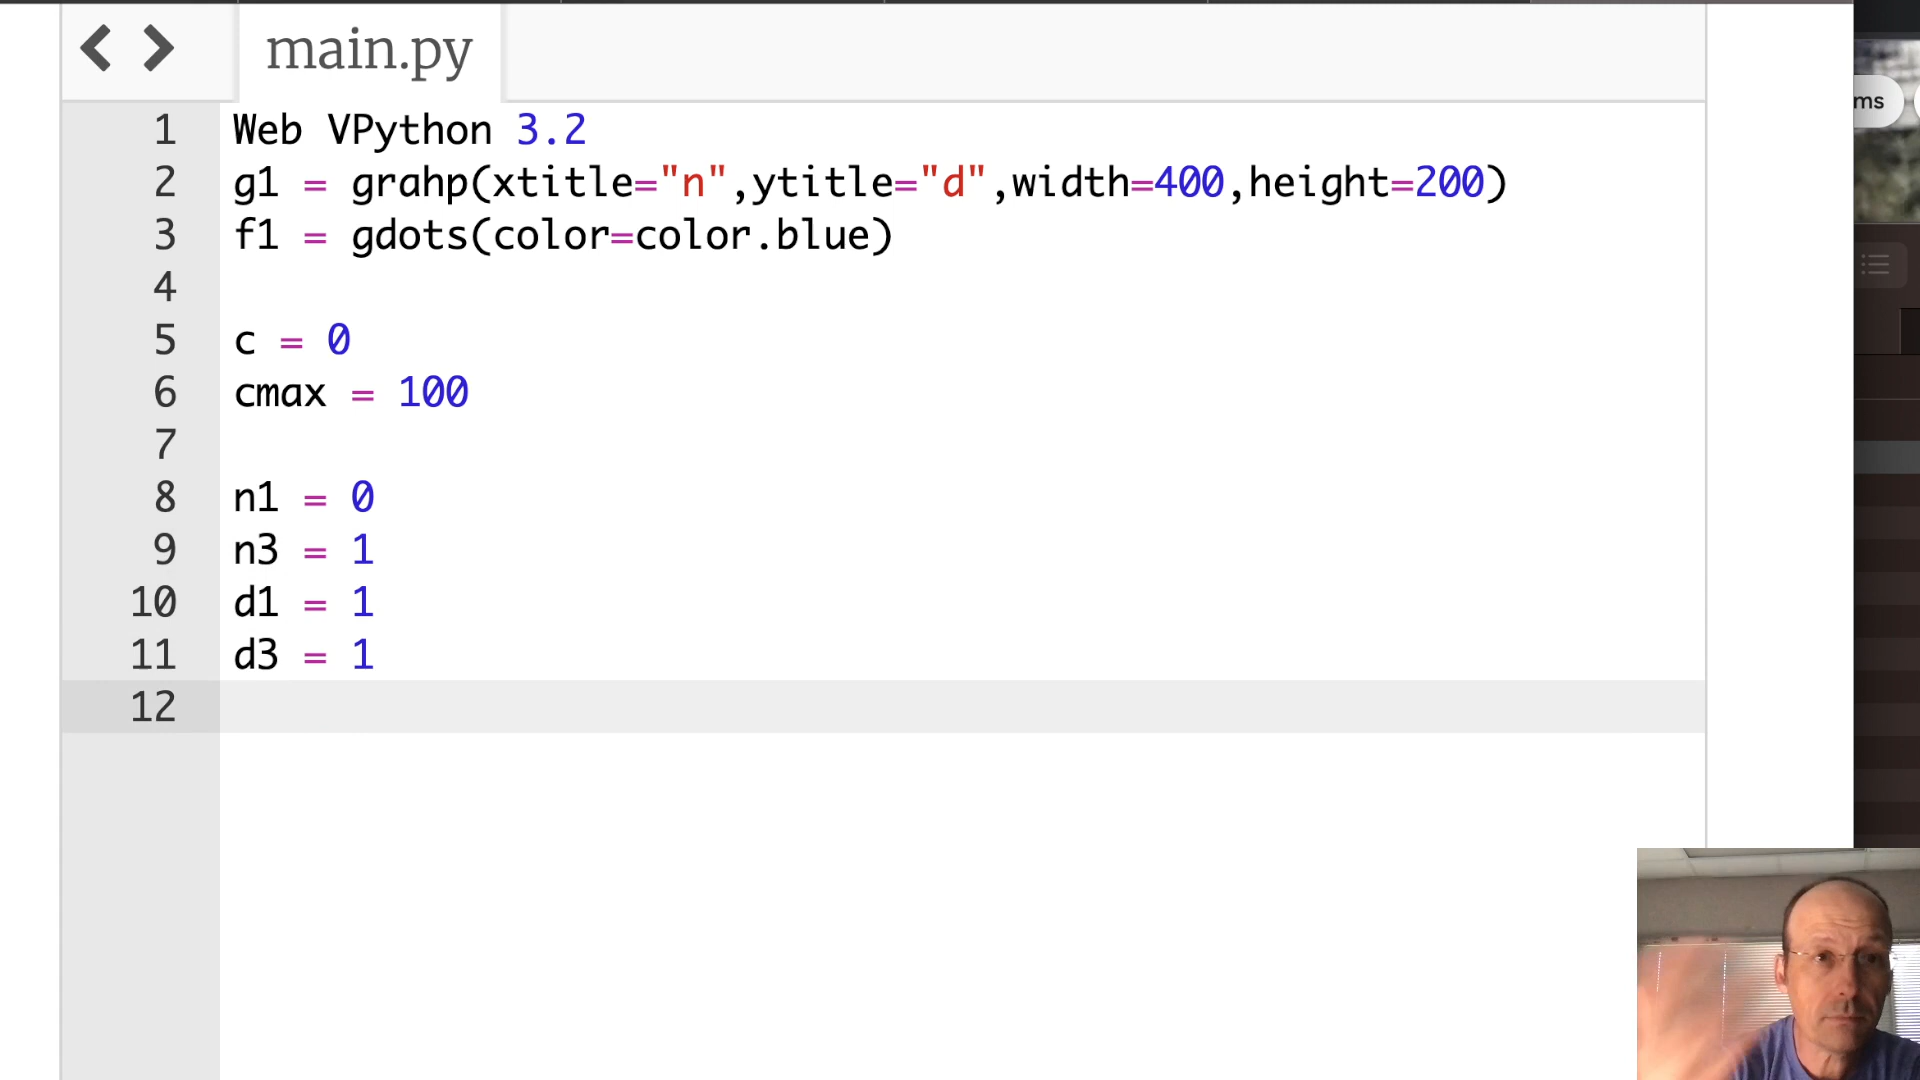 main.py
1 Web VPython 3.2
2 g1 = grahp(xtitle="n",ytitle="d",width=400,height=200)
3 f1 = gdots(color=color.blue)
4
5 c = 0
6 cmax = 100
7
8 n1 = 0
9 n3 = 1
10 d1 = 1
11 d3 = 1
12
ms